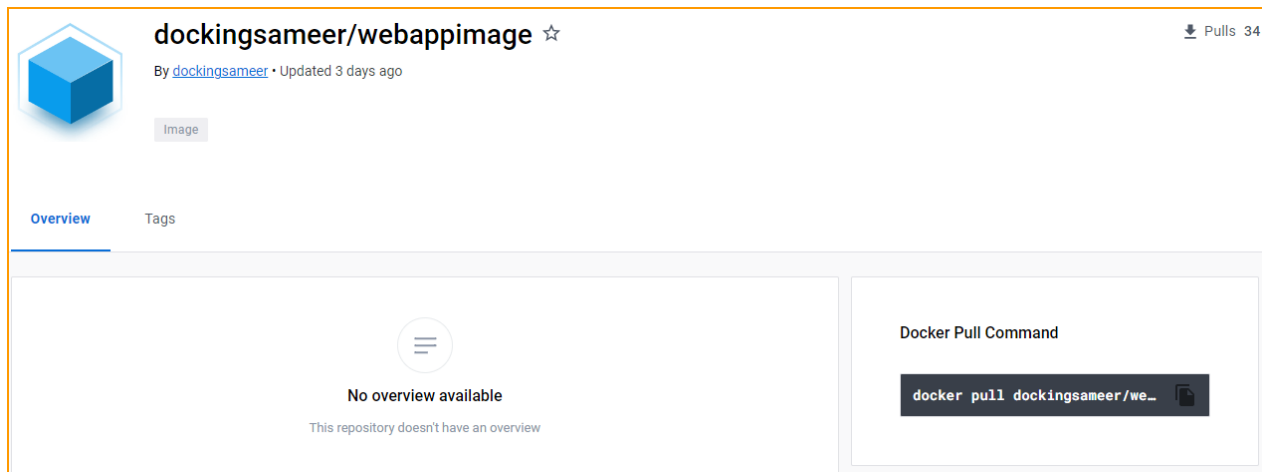 dockingsameer/webappimage
Pulls 34
By dockingsameer • Updated 3 days ago
Image
Overview Tags
No overview available
This repository doesn't have an overview
Docker Pull Command
docker pull dockingsameer/we…